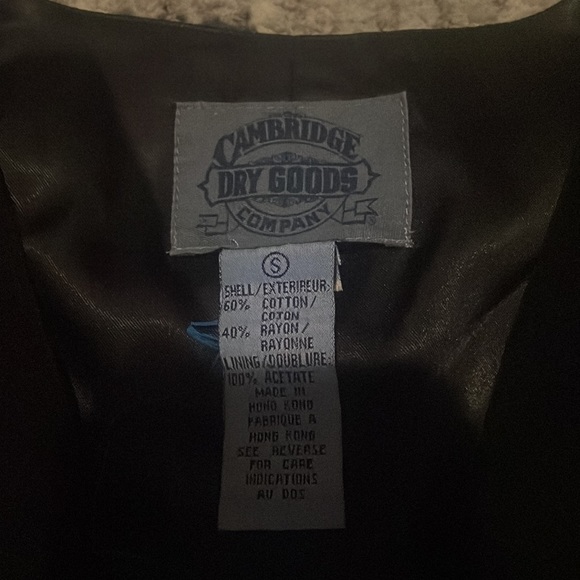 CAMBRIDGE
DRY GOODS
COMPANY
S
SHELL/EXTERIREUR:
60% COTTON/
COTON
40% RAYON/
RAYONNE
LINING/DOUBLURE:
100% ACETATE
MADE IN
HONG KONG
FABRIQUE A
HONG KONG
SEE REVERSE
FOR CARE
INDICATIONS
AU DOS